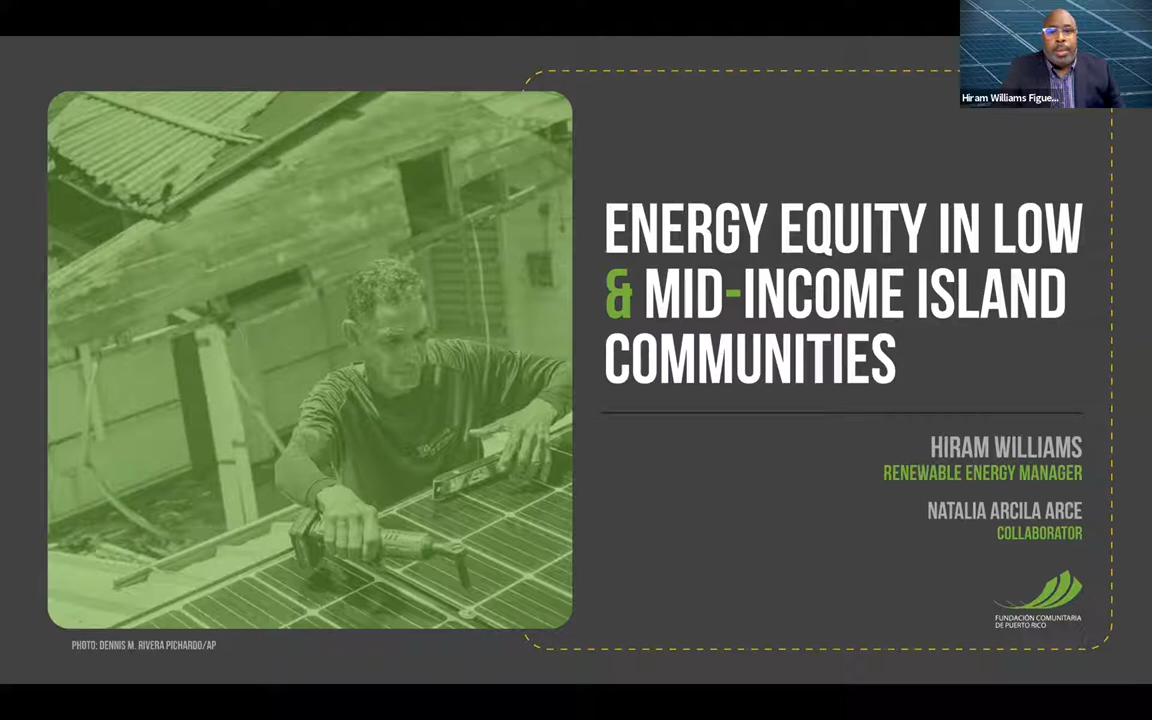 Hiram Williams Figue...
ENERGY EQUITY IN LOW
& MID-INCOME ISLAND
COMMUNITIES
HIRAM WILLIAMS
RENEWABLE ENERGY MANAGER
NATALIA ARCILA ARCE
COLLABORATOR
FUNDACIÓN COMUNITARIA
DE PUERTO RICO
PHOTO: DENNIS M. RIVERA PICHARDO/AP